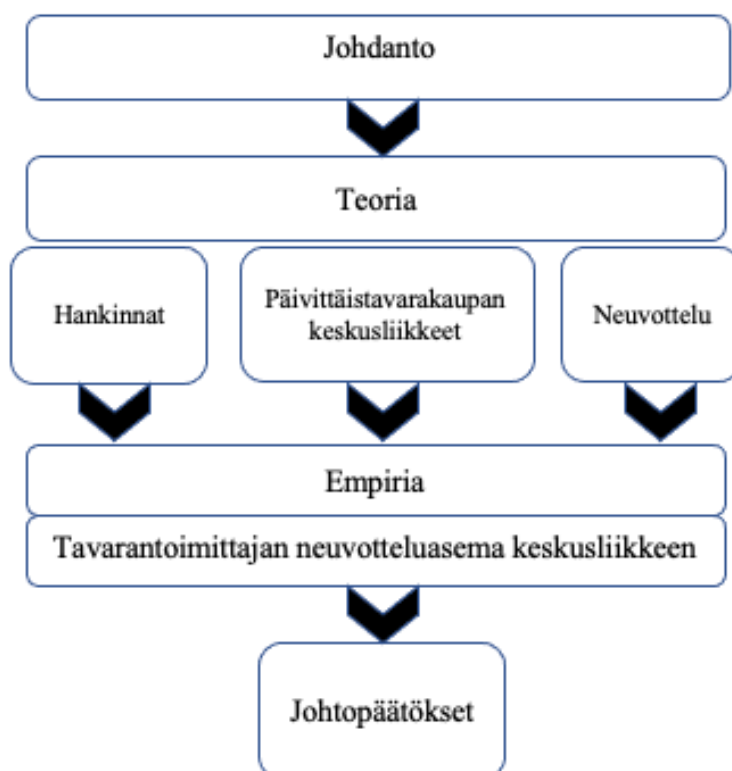 Johdanto
Teoria
Hankinnat
Päivittäistavarakaupan
keskusliikkeet
Neuvottelu
Empiria
Tavarantoimittajan neuvotteluasema keskusliikkeen
Johtopäätökset